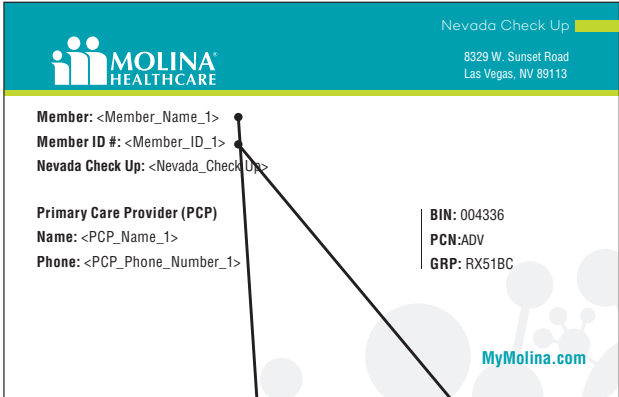 Nevada Check Up
MOLINA®
HEALTHCARE
8329 W. Sunset Road
Las Vegas, NV 89113
Member: <Member_Name_1>
Member ID #: <Member_ID_1>
Nevada Check Up: <Nevada_Check Up>
Primary Care Provider (PCP)
Name: <PCP_Name_1>
Phone: <PCP_Phone_Number_1>
BIN: 004336
PCN:ADV
GRP: RX51BC
MyMolina.com